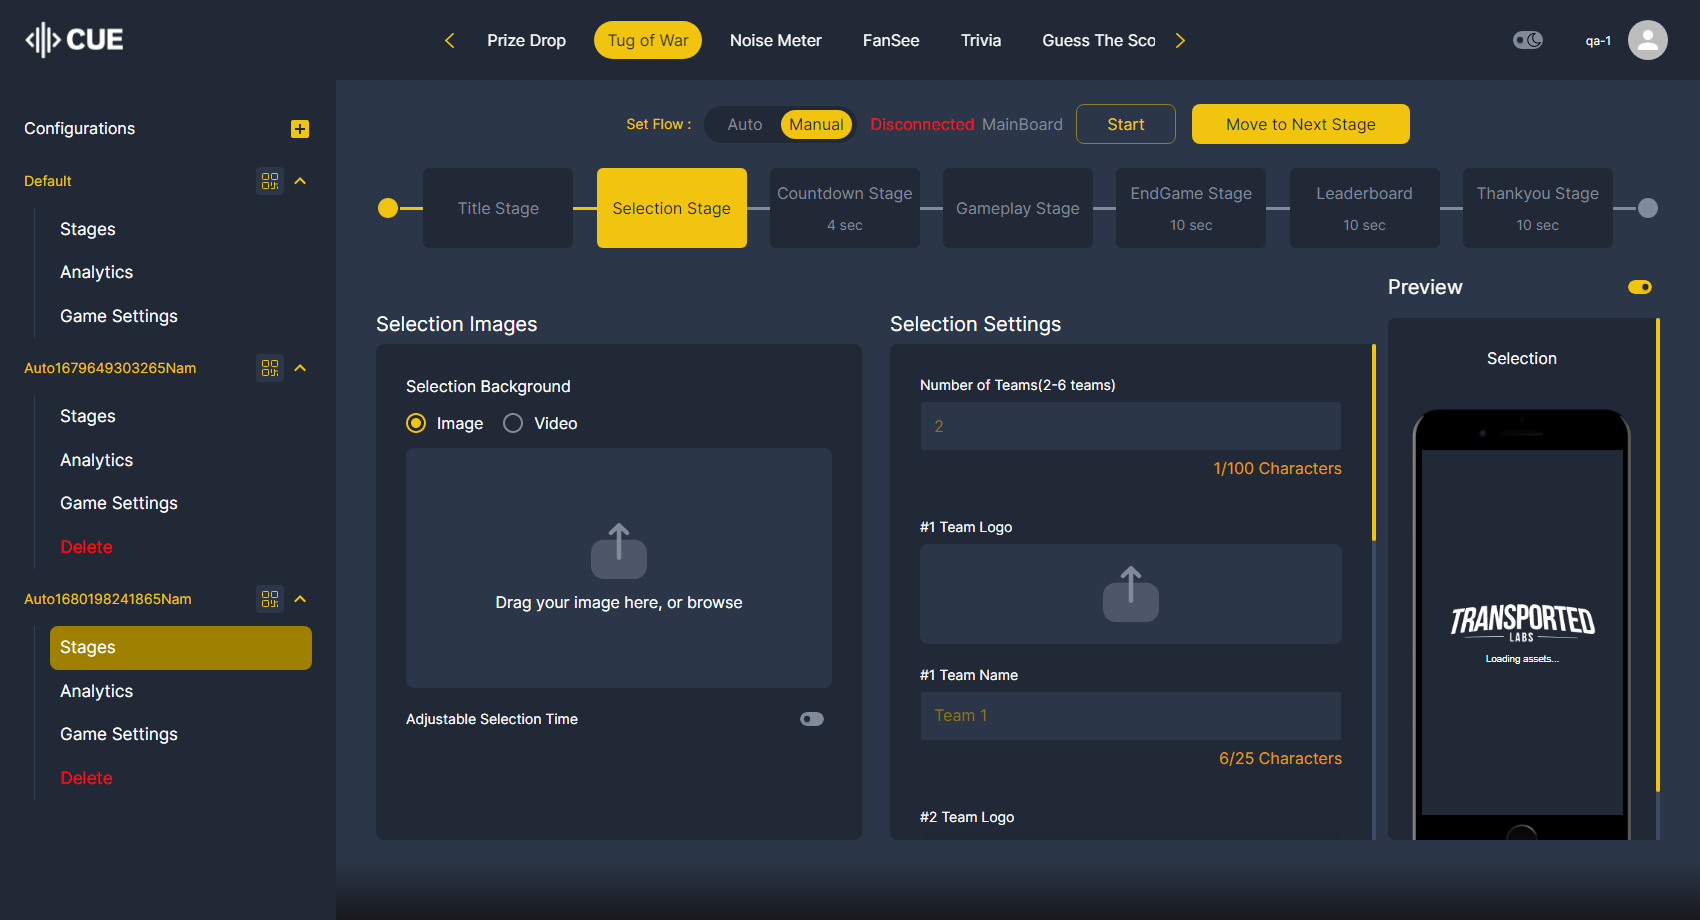 CUE
Prize Drop
Tug of War
Noise Meter
FanSee
Trivia
Guess The Sco
qa-1
Configurations
Default
Stages
Analytics
Game Settings
Auto1679649303265Nam
Stages
Analytics
Game Settings
Delete
Auto1680198241865Nam
Stages
Analytics
Game Settings
Delete
Set Flow :
Auto
Manual
Disconnected MainBoard
Start
Move to Next Stage
Title Stage
Selection Stage
Countdown Stage
4 sec
Gameplay Stage
EndGame Stage
10 sec
Leaderboard
10 sec
Thankyou Stage
10 sec
Selection Images
Selection Background
Image
Video
Drag your image here, or browse
Adjustable Selection Time
Selection Settings
Number of Teams(2-6 teams)
2
1/100 Characters
#1 Team Logo
#1 Team Name
Team 1
6/25 Characters
#2 Team Logo
Preview
Selection
TRANSPORTED
LABS
Loading assets...